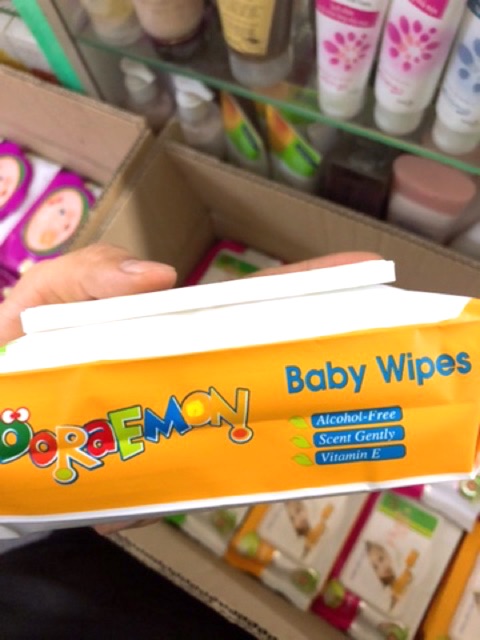 DORAEMON
Baby Wipes
Alcohol-Free
Scent Gently
Vitamin E